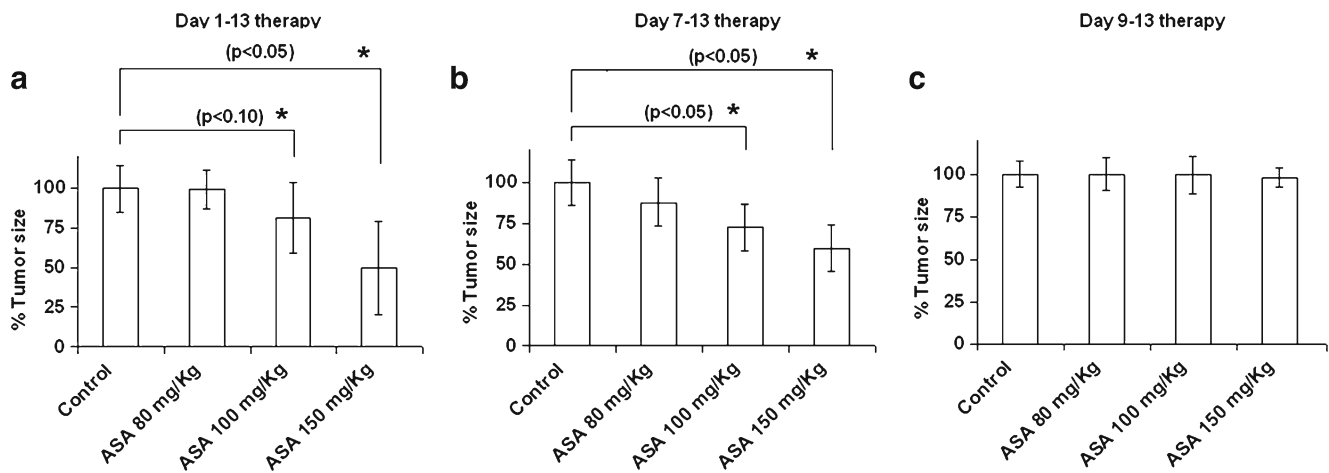 Day 1-13 therapy
Day 7-13 therapy
Day 9-13 therapy
a
(p<0.05) *
(p<0.10) *
% Tumor size
100
75
50
25
0
Control
ASA 80 mg/Kg
ASA 100 mg/Kg
ASA 150 mg/Kg
b
(p<0.05) *
(p<0.05) *
% Tumor size
100
75
50
25
0
Control
ASA 80 mg/Kg
ASA 100 mg/Kg
ASA 150 mg/Kg
c
% Tumor size
100
75
50
25
0
Control
ASA 80 mg/Kg
ASA 100 mg/Kg
ASA 150 mg/Kg